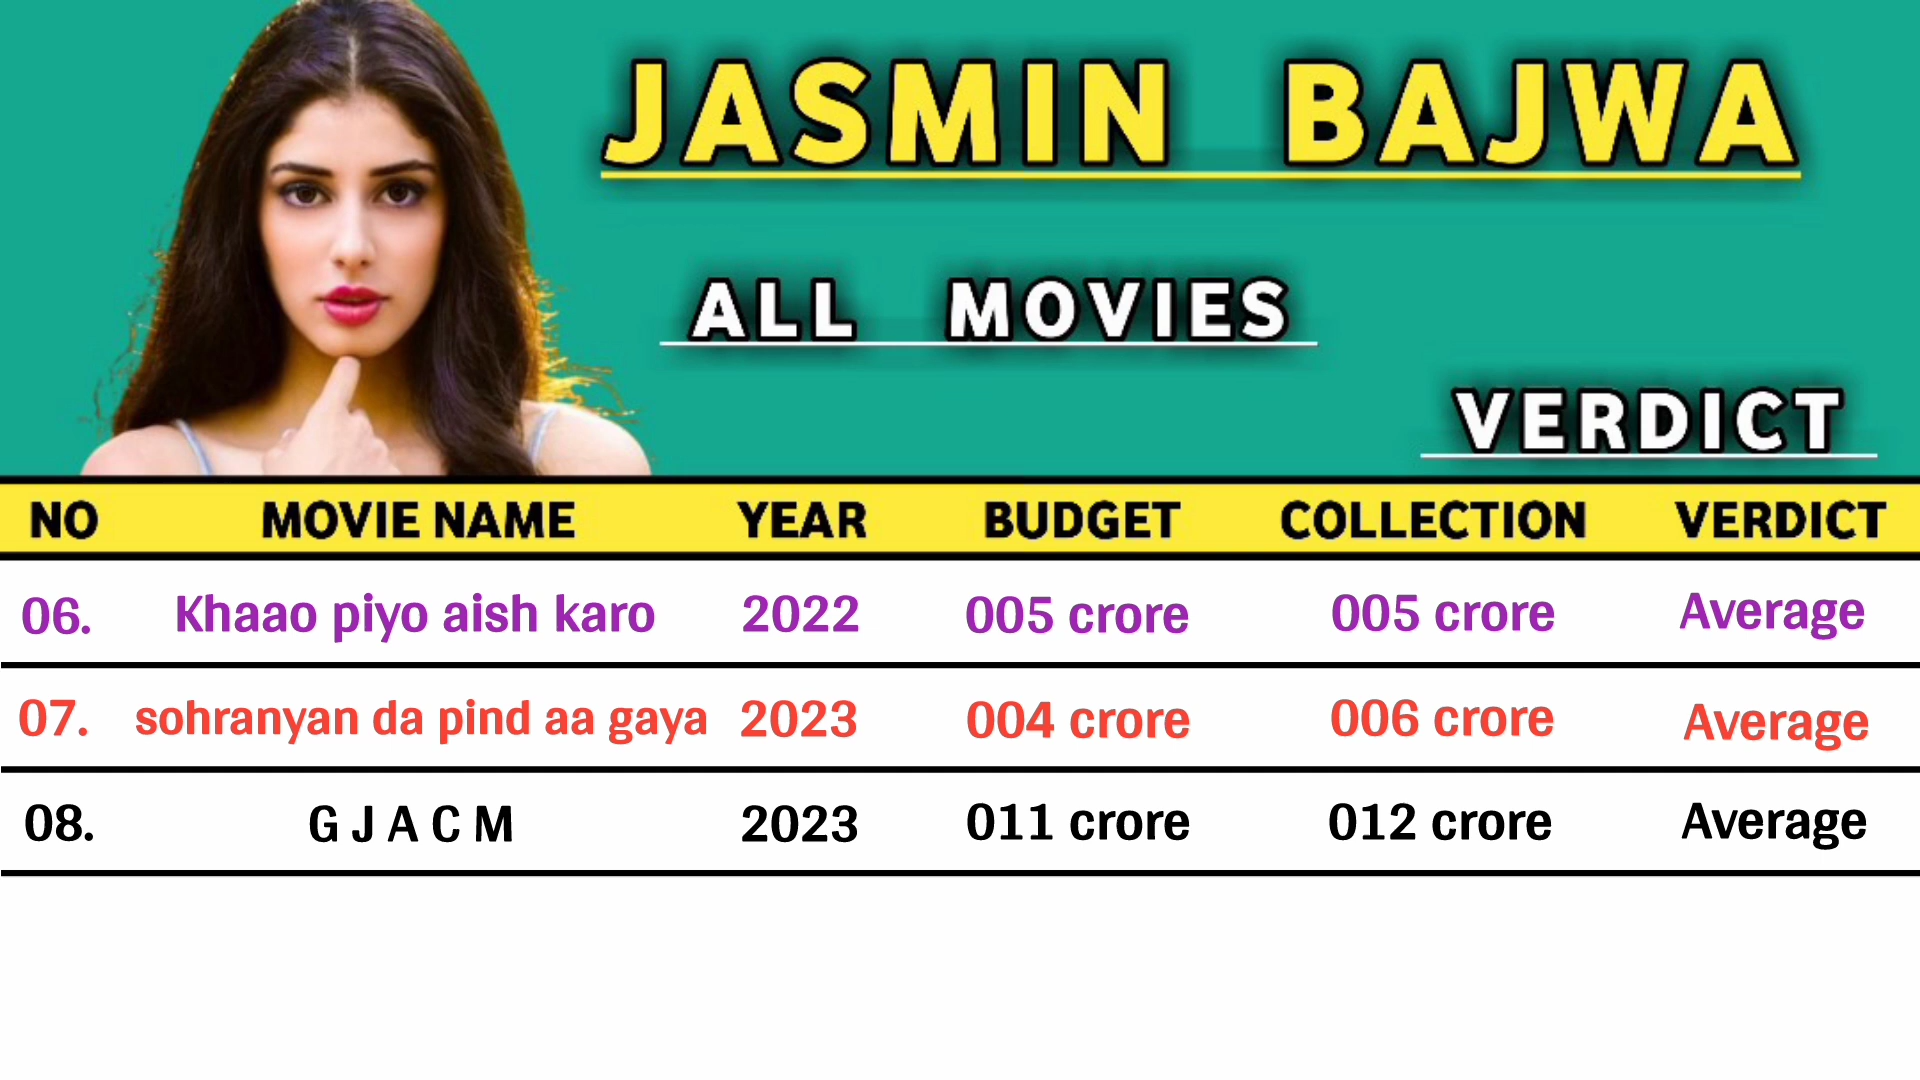 JASMIN BAJWA
ALL MOVIES
VERDICT
NO MOVIE NAME YEAR BUDGET COLLECTION VERDICT
06. Khaao piyo aish karo 2022 005 crore 005 crore Average
07. sohranyan da pind aa gaya 2023 004 crore 006 crore Average
08. G J A C M 2023 011 crore 012 crore Average